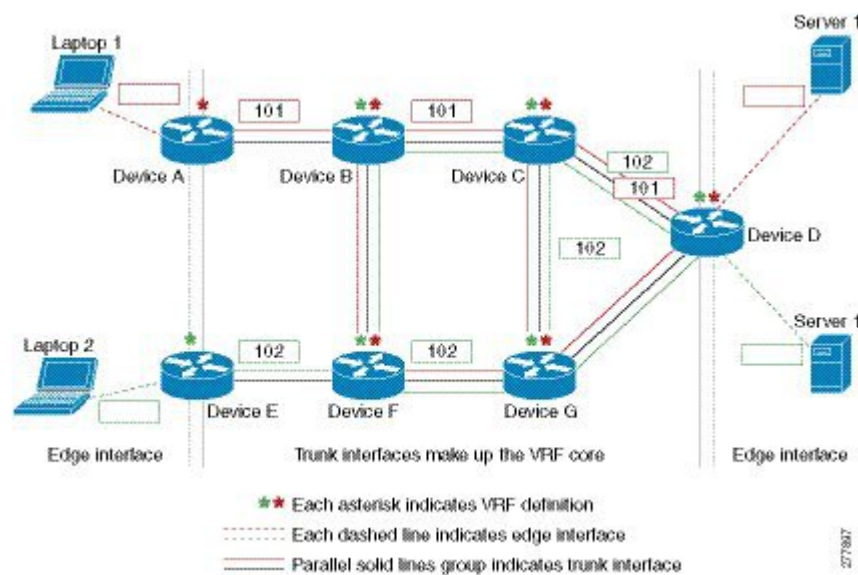 Laptop 1
Server 1
101
101
Device A
Device B
Device C
102
101
Device D
102
Laptop 2
102
102
Server 1
Device E
Device F
Device G
Edge interface
Trunk interfaces make up the VRF core
Edge interface
** Each asterisk indicates VRF definition
Each dashed line indicates edge interface
Parallel solid lines group indicates trunk interface
277897